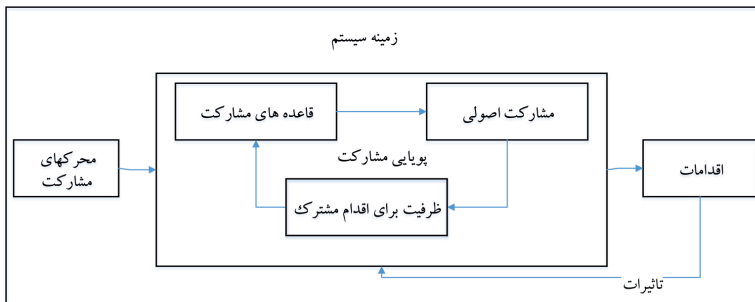 زمینه سیستم
قاعده های مشارکت
مشارکت اصولی
پویایی مشارکت
ظرفیت برای اقدام مشترک
محرکهای
مشارکت
اقدامات
تاثیرات